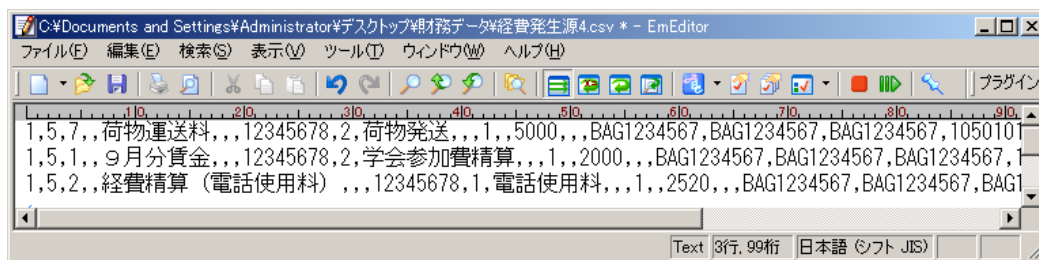 C:¥Documents and Settings¥Administrator¥デスクトップ¥財務データ¥経費発生源4.csv * - EmEditor
ファイル(F) 編集(E) 検索(S) 表示(V) ツール(T) ウィンドウ(W) ヘルプ(H)
プラグイン
10 20 30 40 50 60 70 80 90
1,5,7,,荷物運送料,,,12345678,2,荷物発送,,,1,,5000,,,BAG1234567,BAG1234567,BAG1234567,1050101
1,5,1,,９月分賃金,,,12345678,2,学会参加費精算,,,1,,2000,,,BAG1234567,BAG1234567,BAG1234567,1
1,5,2,,経費精算（電話使用料）,,,12345678,1,電話使用料,,,1,,2520,,,BAG1234567,BAG1234567,BAG1
Text 3行, 99桁 日本語 (シフト JIS)